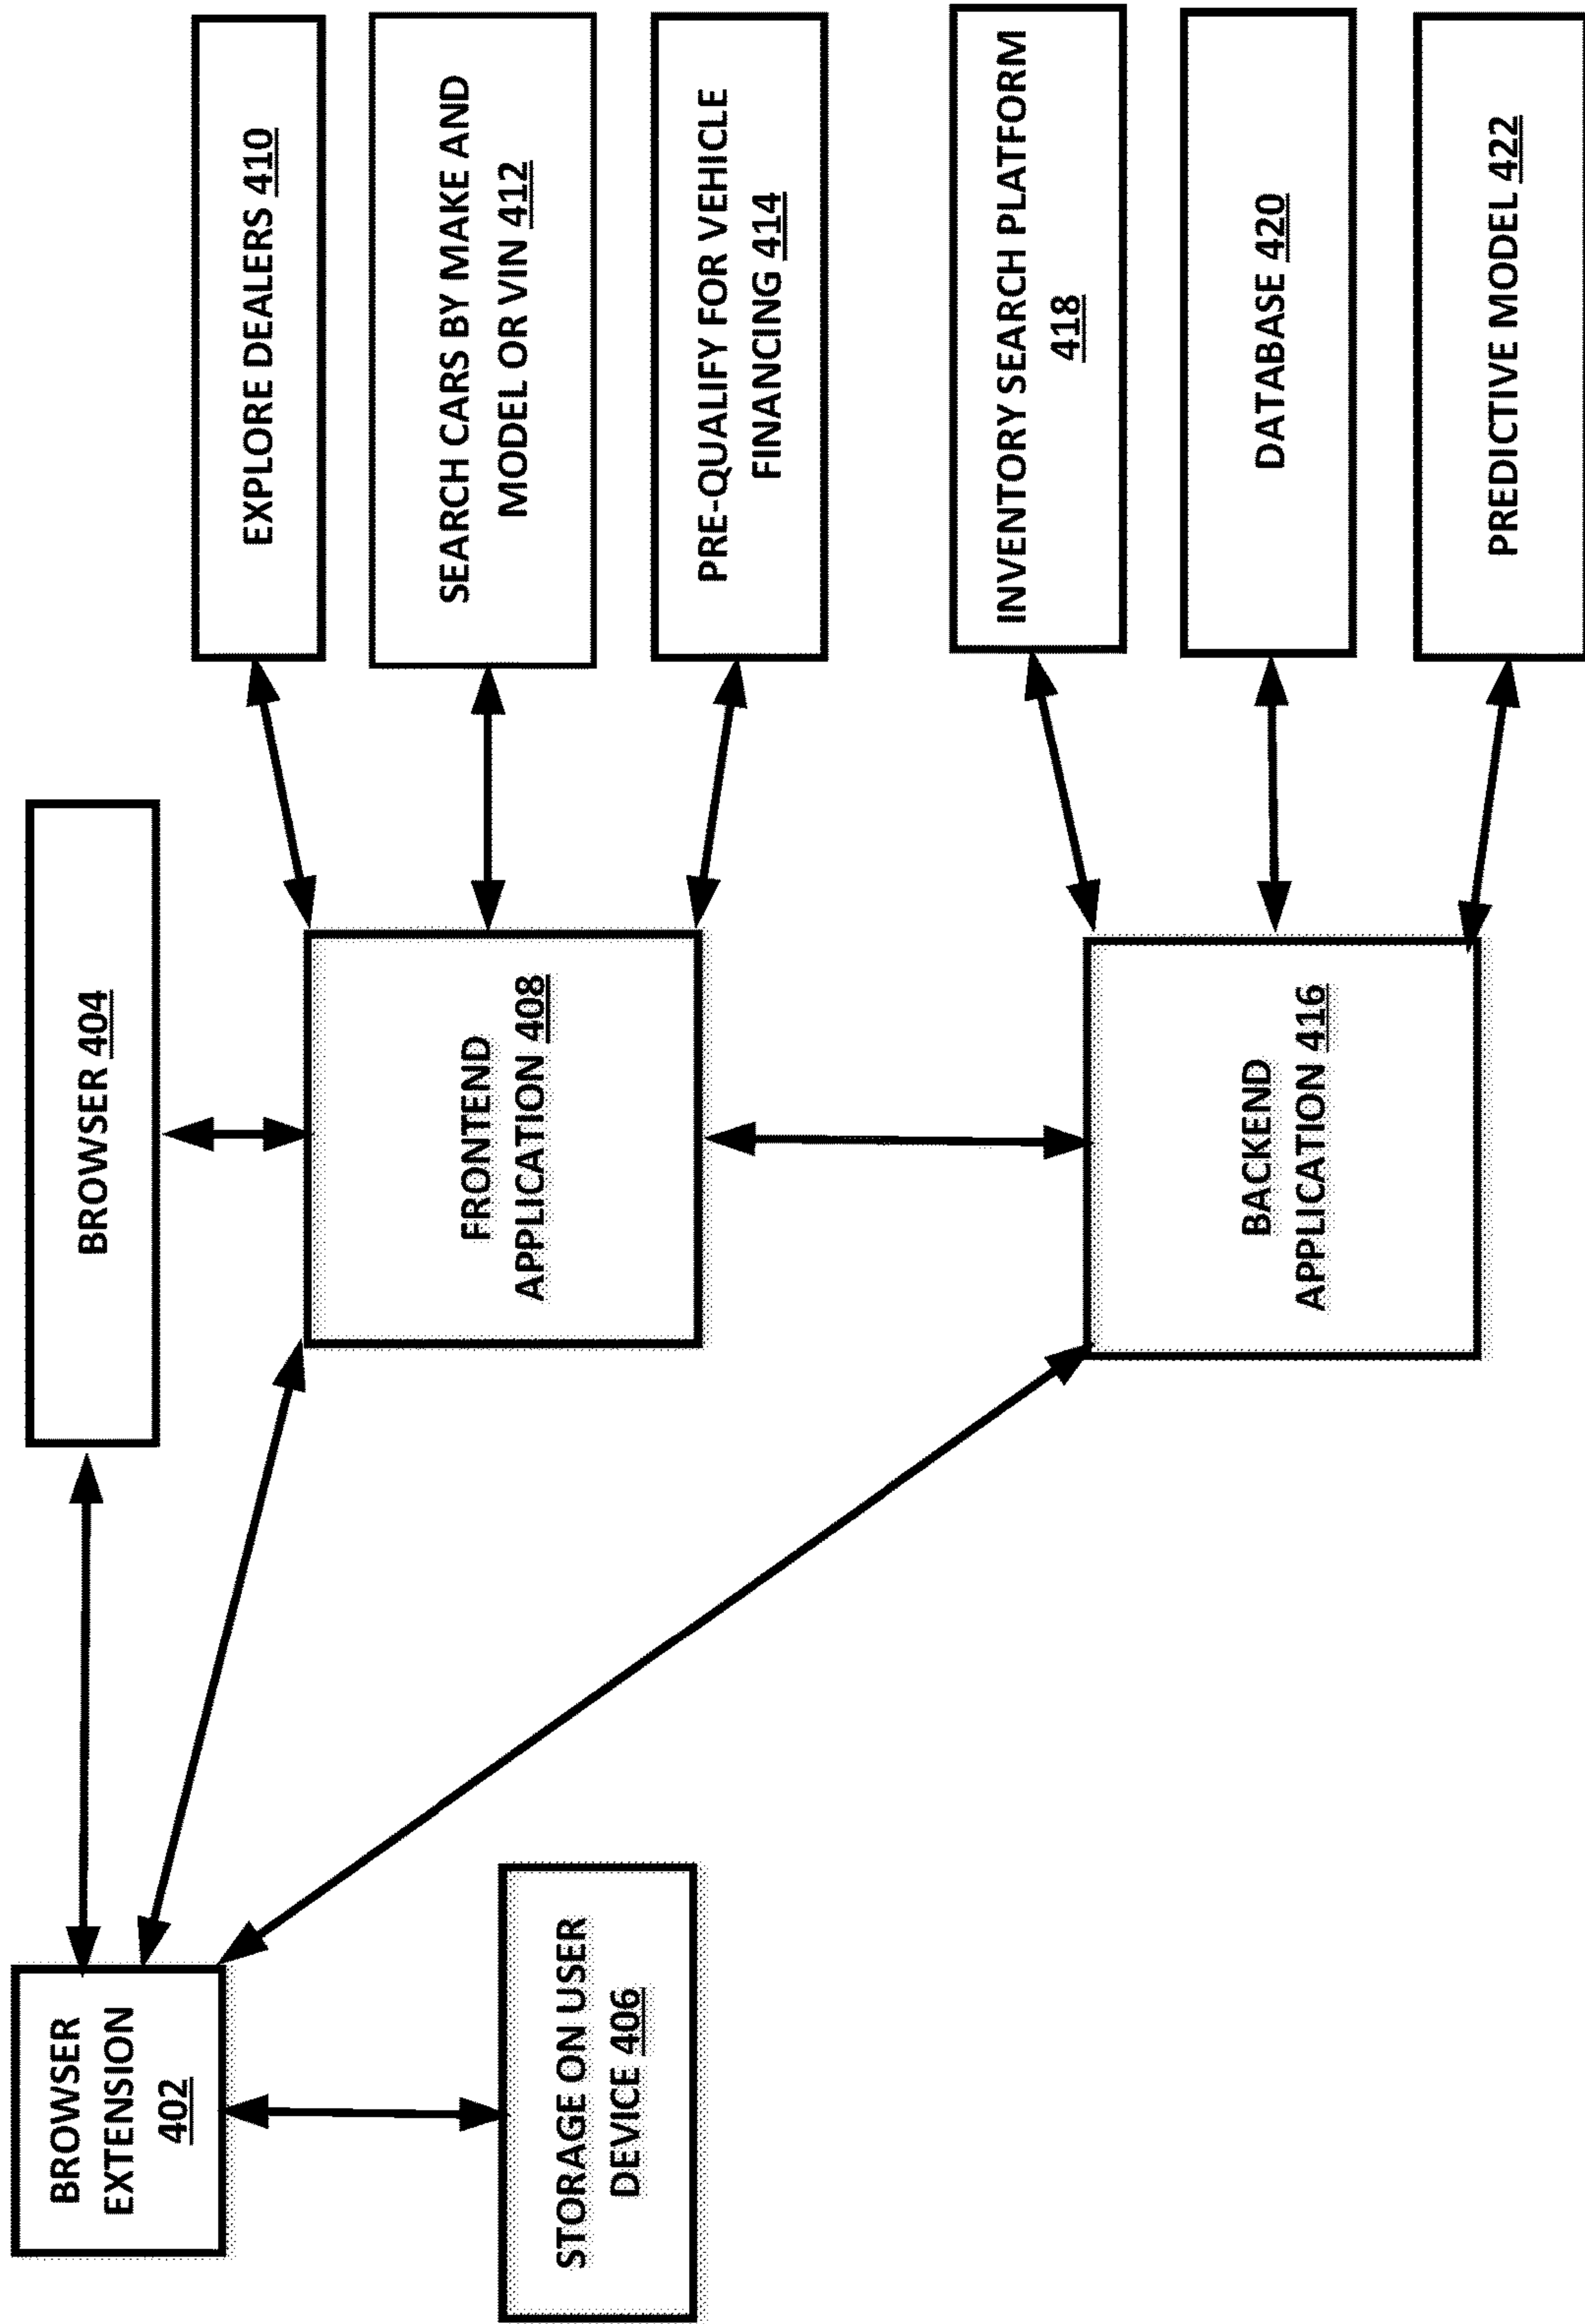 BROWSER
EXTENSION
402
STORAGE ON USER
DEVICE 406
BROWSER 404
FRONTEND
APPLICATION 408
BACKEND
APPLICATION 416
EXPLORE DEALERS 410
SEARCH CARS BY MAKE AND
MODEL OR VIN 412
PRE-QUALIFY FOR VEHICLE
FINANCING 414
INVENTORY SEARCH PLATFORM
418
DATABASE 420
PREDICTIVE MODEL 422